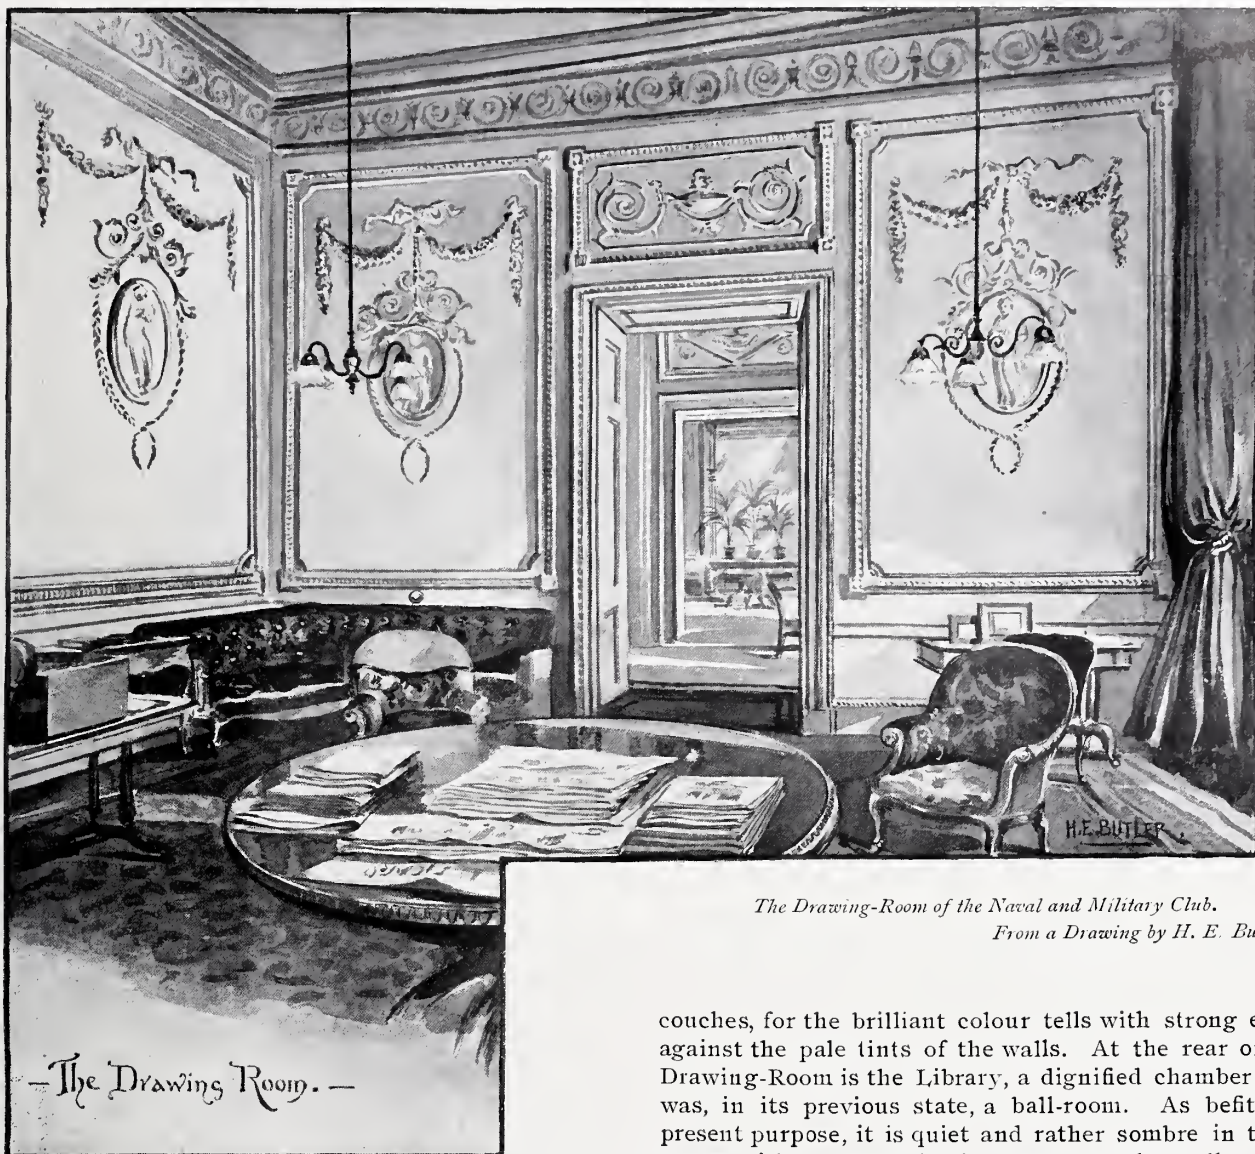 H.E. BUTLER.
The Drawing-Room of the Naval and Military Club.
From a Drawing by H. E. Bu
— The Drawing Room. —
couches, for the brilliant colour tells with strong e
against the pale tints of the walls. At the rear o
Drawing-Room is the Library, a dignified chamber
was, in its previous state, a ball-room. As befit
present purpose, it is quiet and rather sombre in t